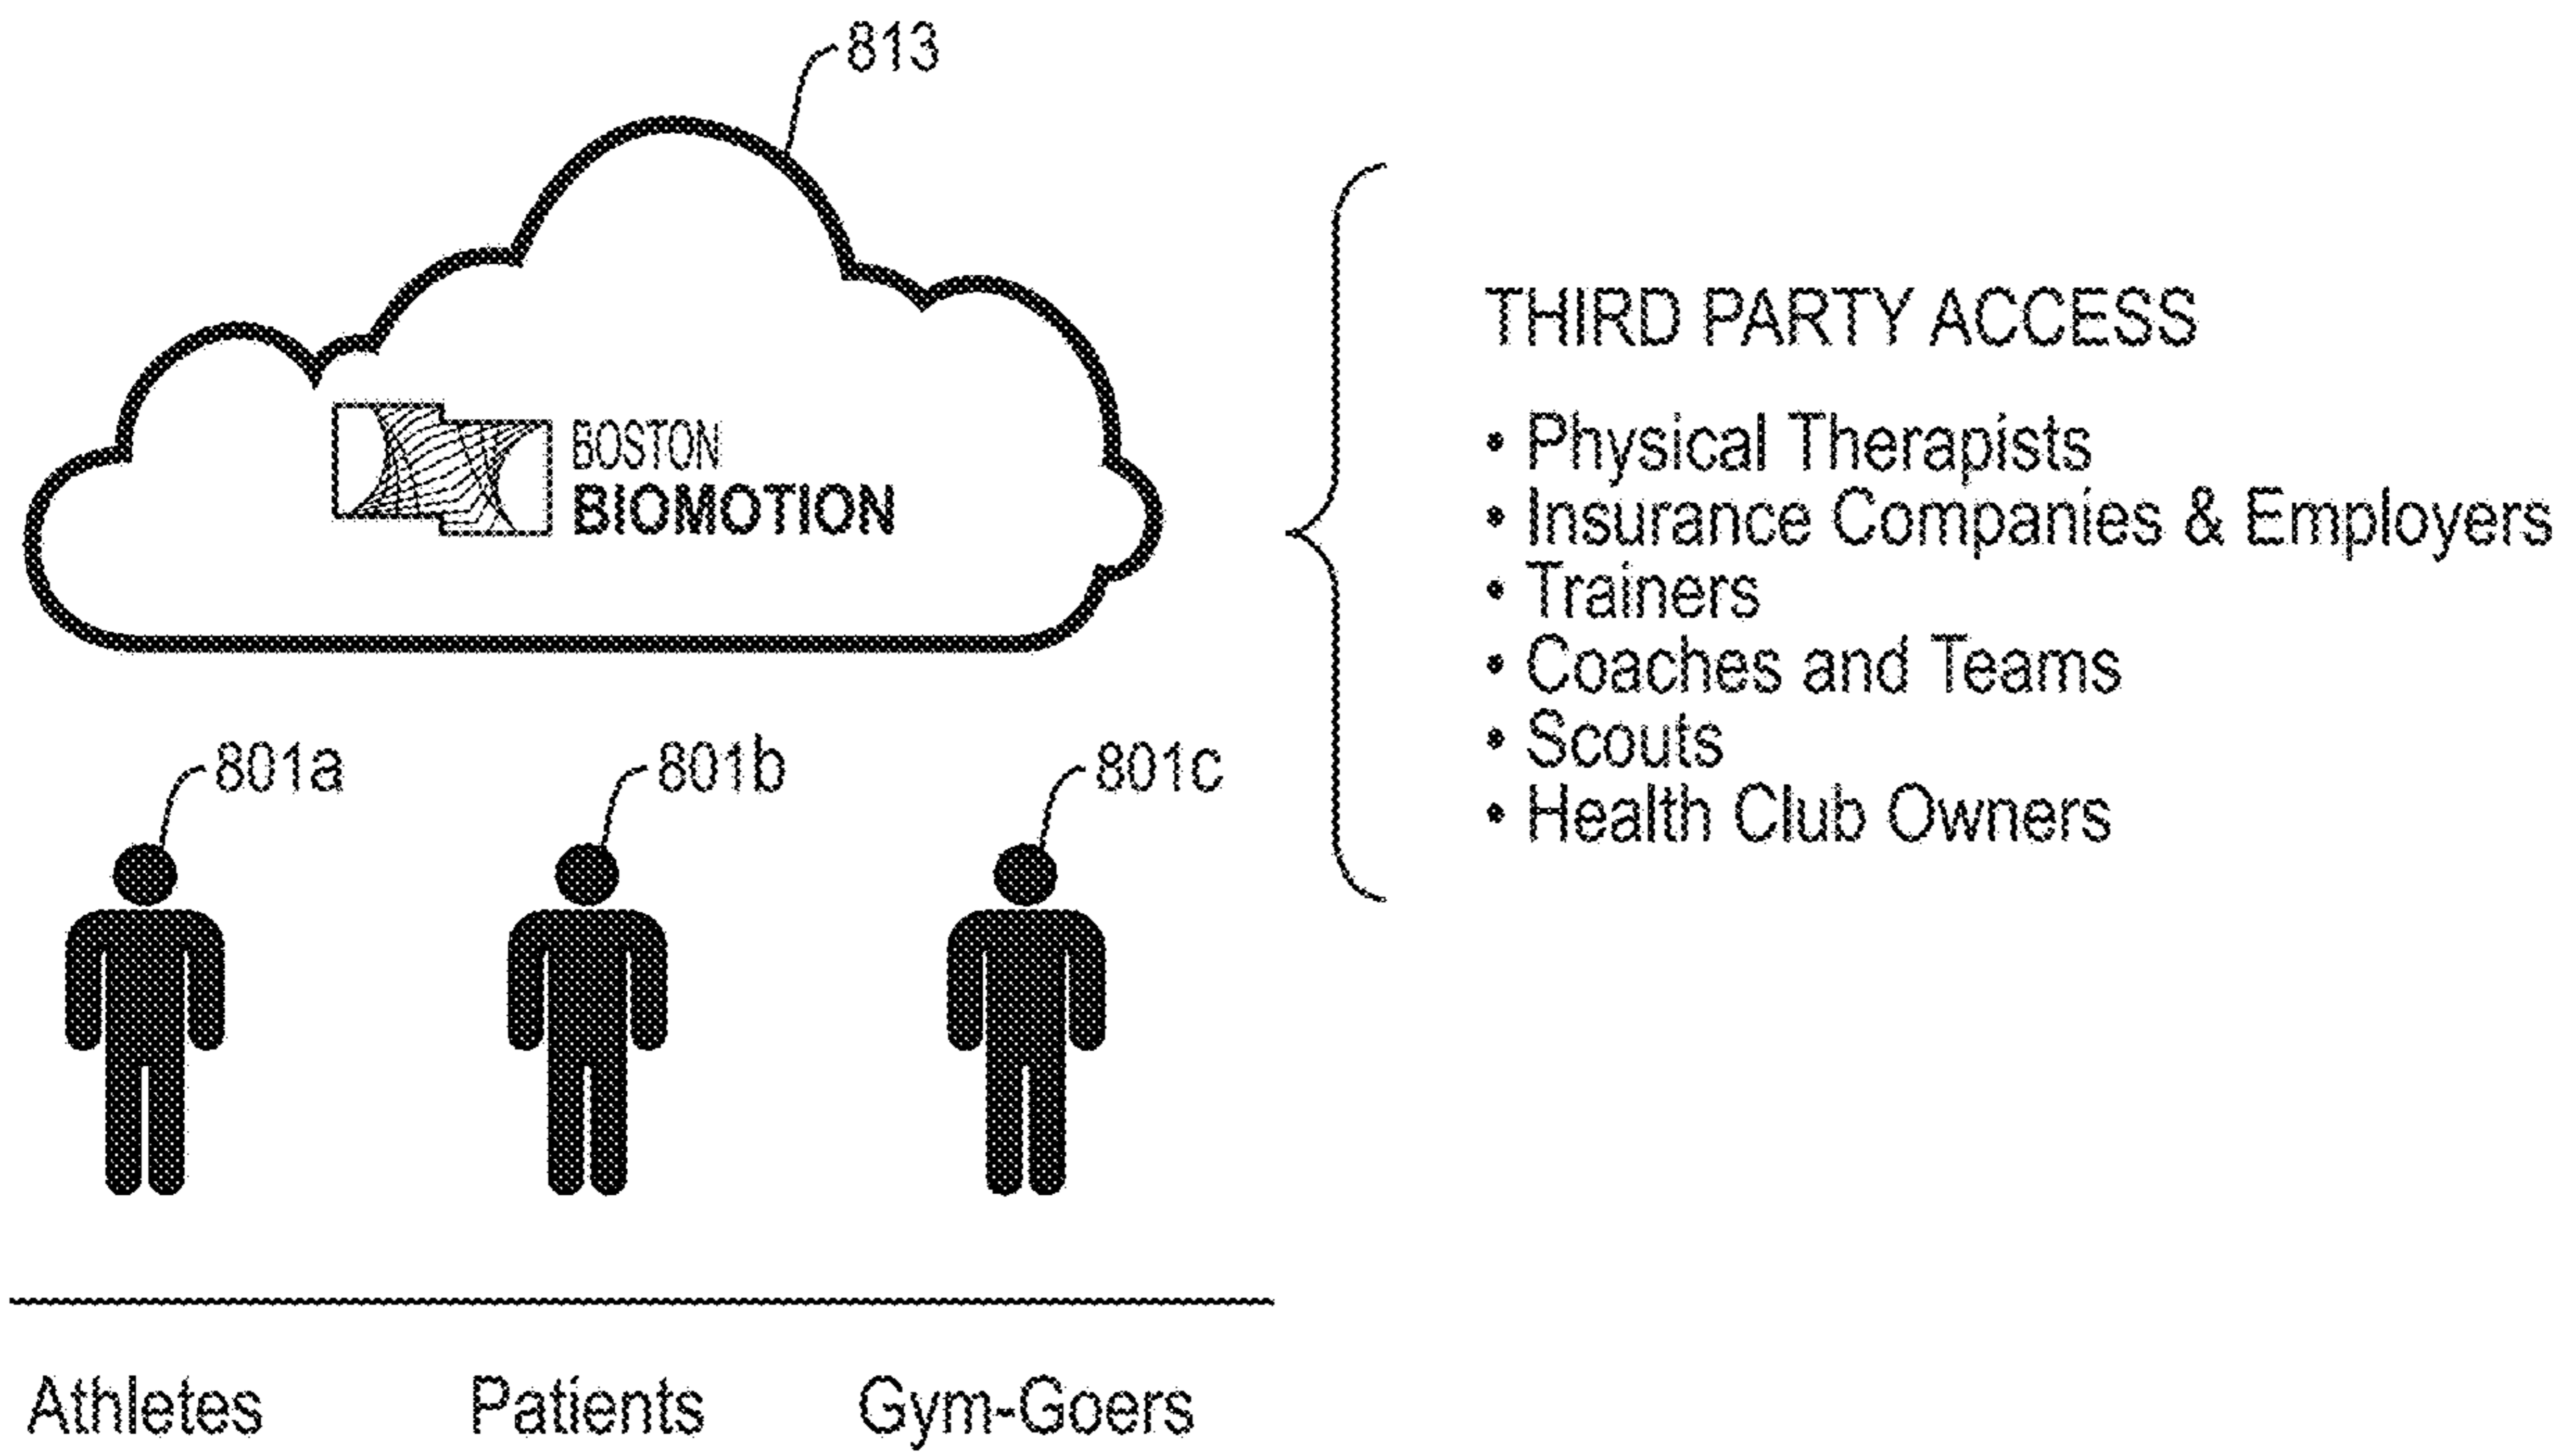 813
BOSTON
BIOMOTION
THIRD PARTY ACCESS
• Physical Therapists
• Insurance Companies & Employers
• Trainers
• Coaches and Teams
• Scouts
• Health Club Owners
801a 801b 801c
Athletes Patients Gym-Goers